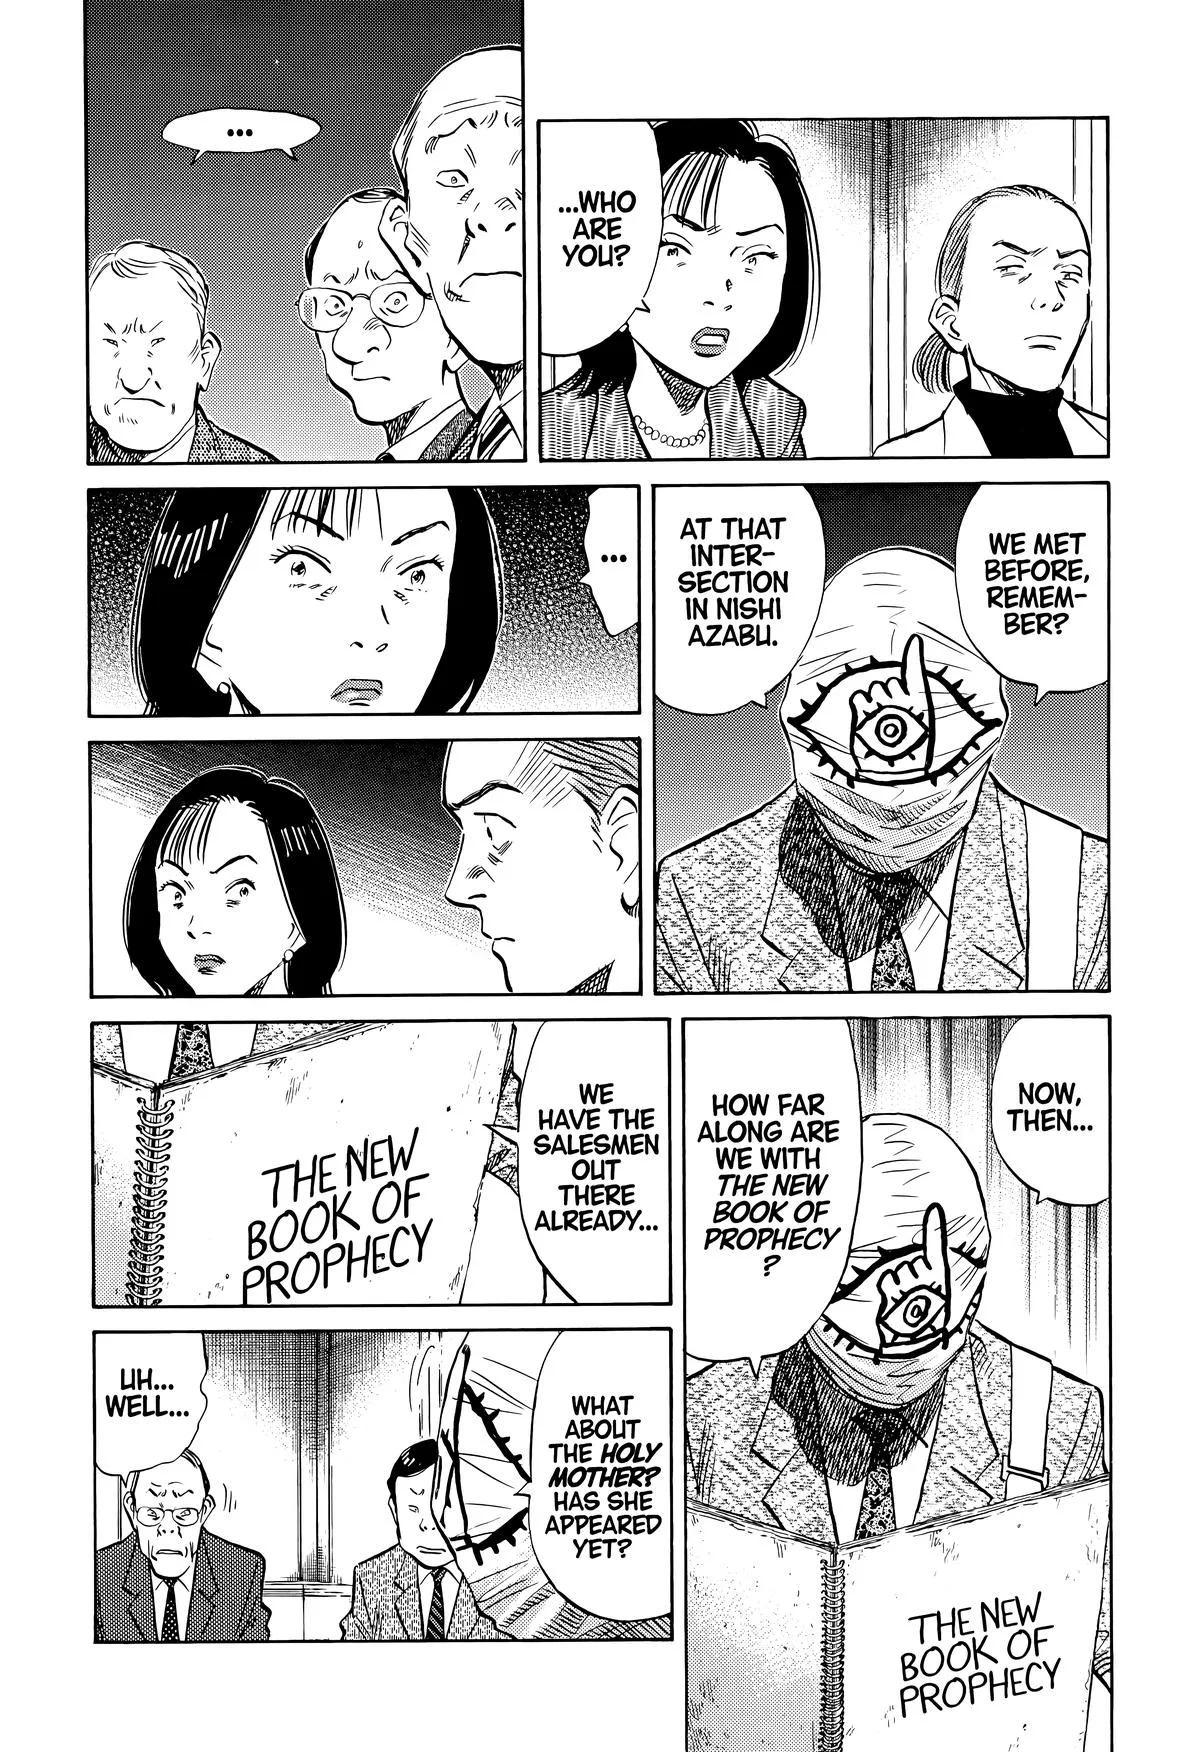 ...WHO
ARE
YOU?
...
WE MET
BEFORE,
REMEM-
BER?
AT THAT
INTER-
SECTION
IN NISHI
AZABU.
...
NOW,
THEN...
HOW FAR
ALONG ARE
WE WITH
THE NEW
BOOK OF
PROPHECY
?
THE NEW
BOOK OF
PROPHECY
WE
HAVE THE
SALESMEN
OUT
THERE
ALREADY...
THE NEW
BOOK OF
PROPHECY
WHAT
ABOUT
THE HOLY
MOTHER?
HAS SHE
APPEARED
YET?
UH...
WELL...